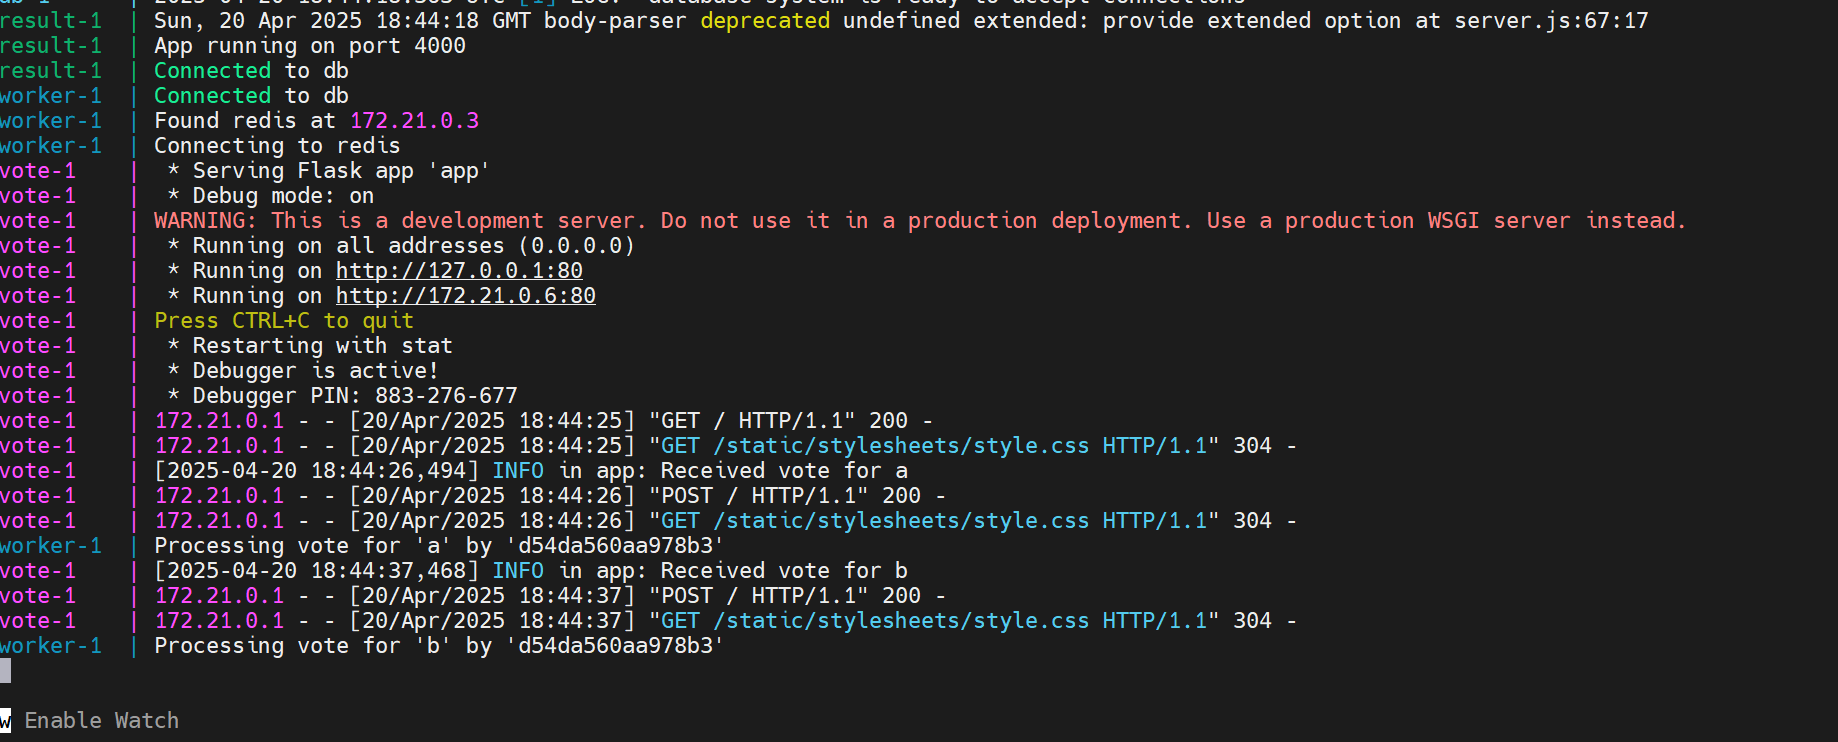 result-1 | Sun, 20 Apr 2025 18:44:18 GMT body-parser deprecated undefined extended: provide extended option at server.js:67:17
result-1 | App running on port 4000
result-1 | Connected to db
worker-1 | Connected to db
worker-1 | Found redis at 172.21.0.3
worker-1 | Connecting to redis
vote-1 | * Serving Flask app 'app'
vote-1 | * Debug mode: on
vote-1 | WARNING: This is a development server. Do not use it in a production deployment. Use a production WSGI server instead.
vote-1 | * Running on all addresses (0.0.0.0)
vote-1 | * Running on http://127.0.0.1:80
vote-1 | * Running on http://172.21.0.6:80
vote-1 | Press CTRL+C to quit
vote-1 | * Restarting with stat
vote-1 | * Debugger is active!
vote-1 | * Debugger PIN: 883-276-677
vote-1 | 172.21.0.1 - - [20/Apr/2025 18:44:25] "GET / HTTP/1.1" 200 -
vote-1 | 172.21.0.1 - - [20/Apr/2025 18:44:25] "GET /static/stylesheets/style.css HTTP/1.1" 304 -
vote-1 | [2025-04-20 18:44:26,494] INFO in app: Received vote for a
vote-1 | 172.21.0.1 - - [20/Apr/2025 18:44:26] "POST / HTTP/1.1" 200 -
vote-1 | 172.21.0.1 - - [20/Apr/2025 18:44:26] "GET /static/stylesheets/style.css HTTP/1.1" 304 -
worker-1 | Processing vote for 'a' by 'd54da560aa978b3'
vote-1 | [2025-04-20 18:44:37,468] INFO in app: Received vote for b
vote-1 | 172.21.0.1 - - [20/Apr/2025 18:44:37] "POST / HTTP/1.1" 200 -
vote-1 | 172.21.0.1 - - [20/Apr/2025 18:44:37] "GET /static/stylesheets/style.css HTTP/1.1" 304 -
worker-1 | Processing vote for 'b' by 'd54da560aa978b3'
w Enable Watch